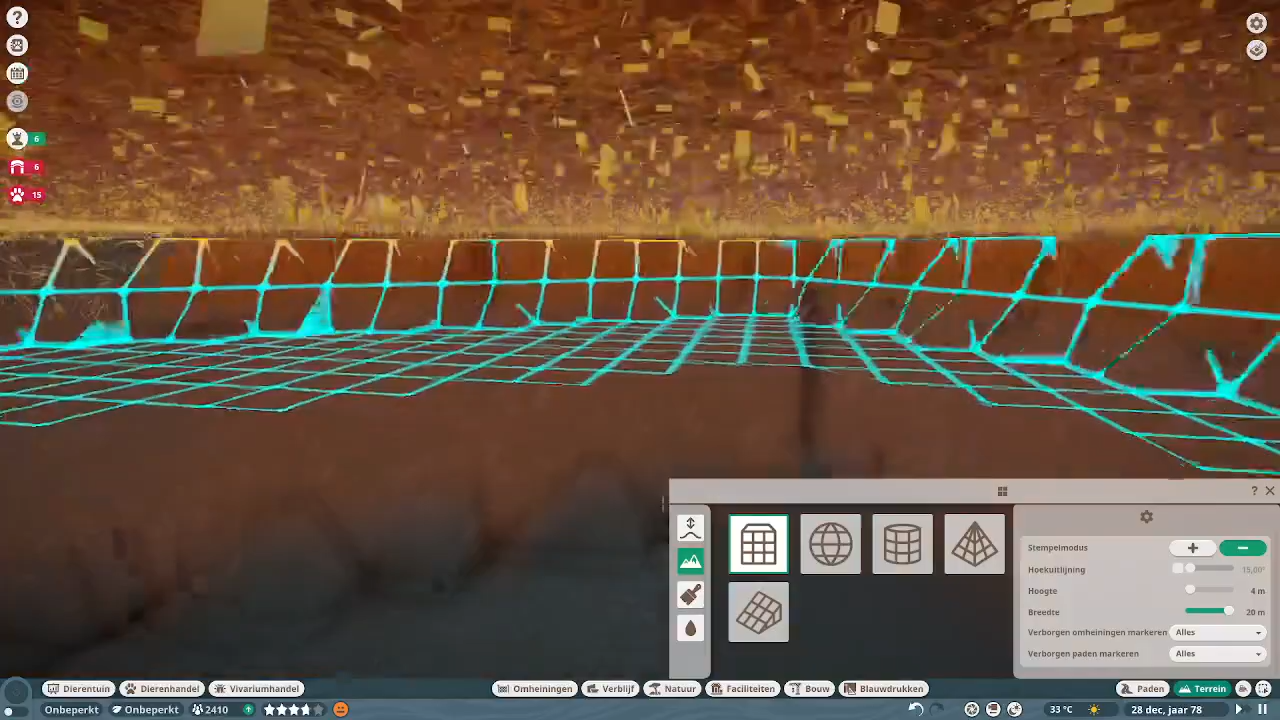 ?
6
6
15
? ×
Stempelmodus + −
Hoekuitlijning 15,00°
Hoogte 4 m
Breedte 20 m
Verborgen omheiningen markeren Alles
Verborgen paden markeren Alles
Dierentuin Dierenhandel Vivariumhandel Omheiningen Verblijf Natuur Faciliteiten Bouw Blauwdrukken Paden Terrein
Onbeperkt Onbeperkt 2410 33 °C 28 dec, jaar 78